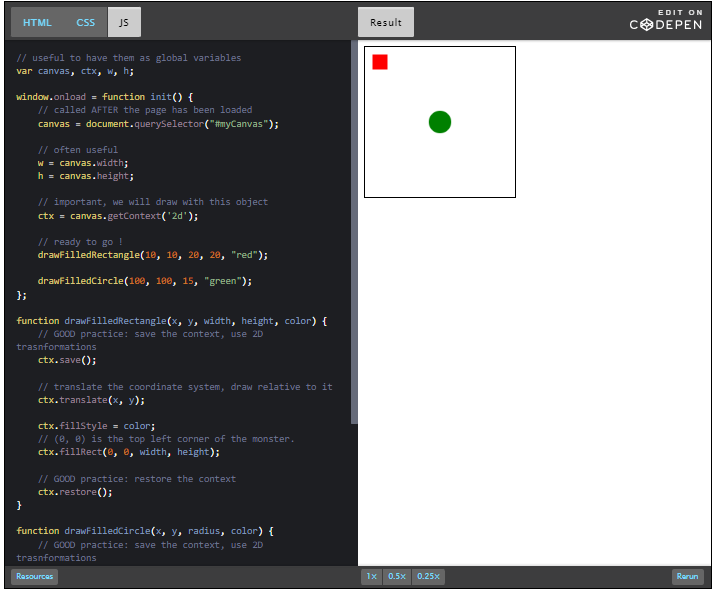 HTML CSS JS
Result
EDIT ON
CODEPEN
// useful to have them as global variables
var canvas, ctx, w, h;
window.onload = function init() {
// called AFTER the page has been loaded
canvas = document.querySelector("#myCanvas");
// often useful
w = canvas.width;
h = canvas.height;
// important, we will draw with this object
ctx = canvas.getContext('2d');
// ready to go !
drawFilledRectangle(10, 10, 20, 20, "red");
drawFilledCircle(100, 100, 15, "green");
};
function drawFilledRectangle(x, y, width, height, color) {
// GOOD practice: save the context, use 2D
trasnformations
ctx.save();
// translate the coordinate system, draw relative to it
ctx.translate(x, y);
ctx.fillStyle = color;
// (0, 0) is the top left corner of the monster.
ctx.fillRect(0, 0, width, height);
// GOOD practice: restore the context
ctx.restore();
}
function drawFilledCircle(x, y, radius, color) {
// GOOD practice: save the context, use 2D
trasnformations
Resources
1x 0.5x 0.25x
Rerun